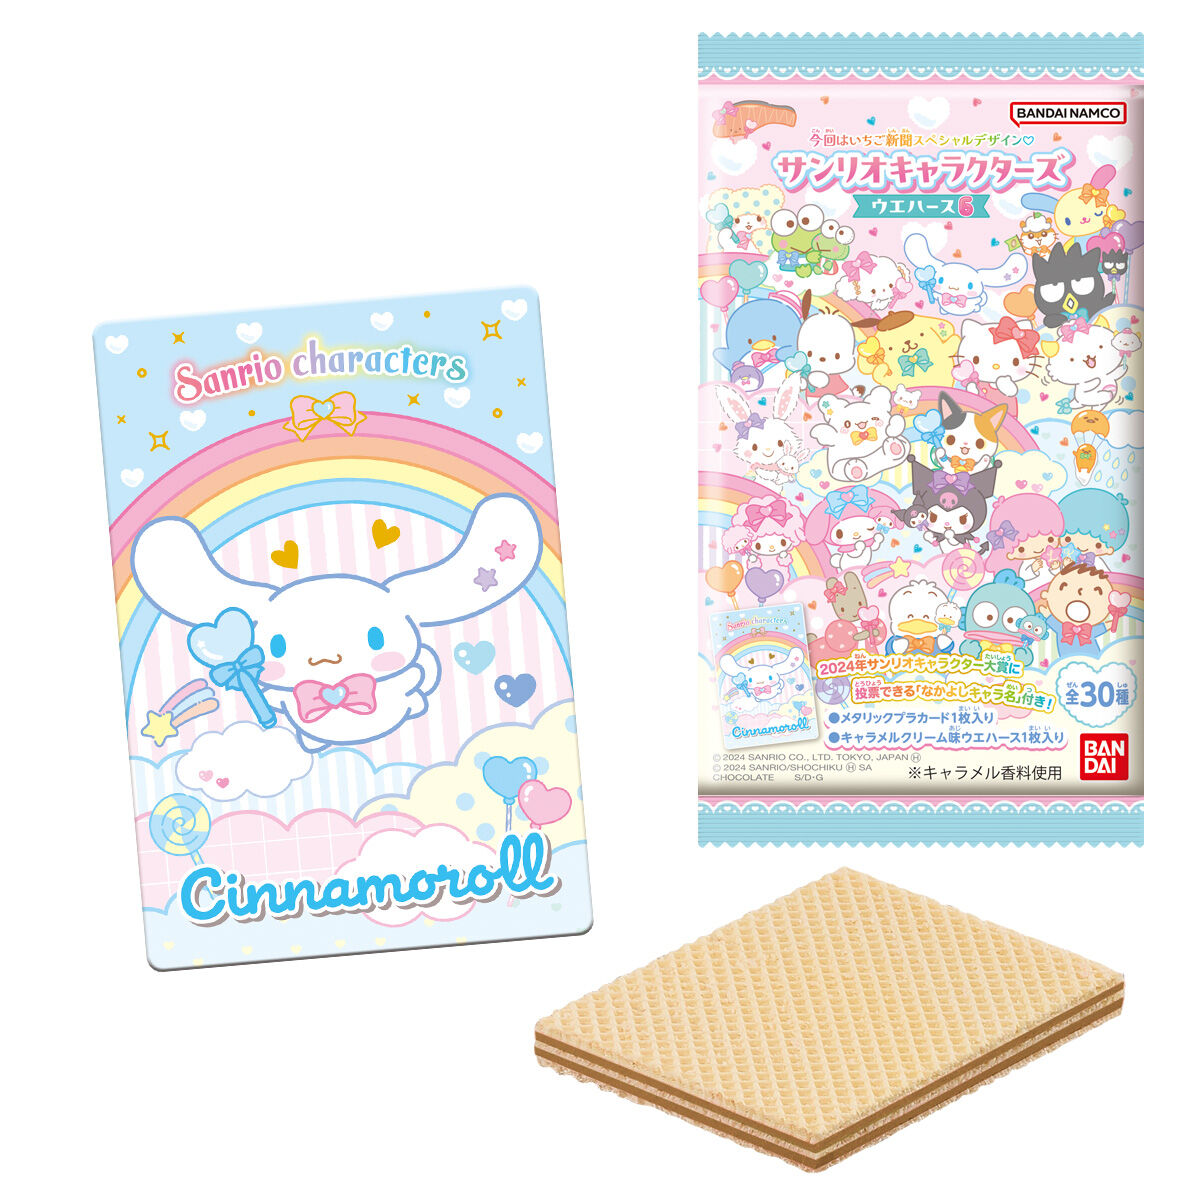 Sanrio characters
Cinnamoroll
BANDAI NAMCO
今回はいちご新聞スペシャルデザイン♡
サンリオキャラクターズ
ウエハース6
Sanrio characters
Cinnamoroll
2024年サンリオキャラクター大賞に
投票できる「なかよしキャラ名」付き!
全30種
●メタリックプラカード1枚入り
●キャラメルクリーム味ウエハース1枚入り
©2024 SANRIO CO., LTD. TOKYO, JAPAN Ⓗ
©2024 SANRIO/SHOCHIKU Ⓗ SA
CHOCOLATE S/D·G
※キャラメル香料使用
BAN
DAI